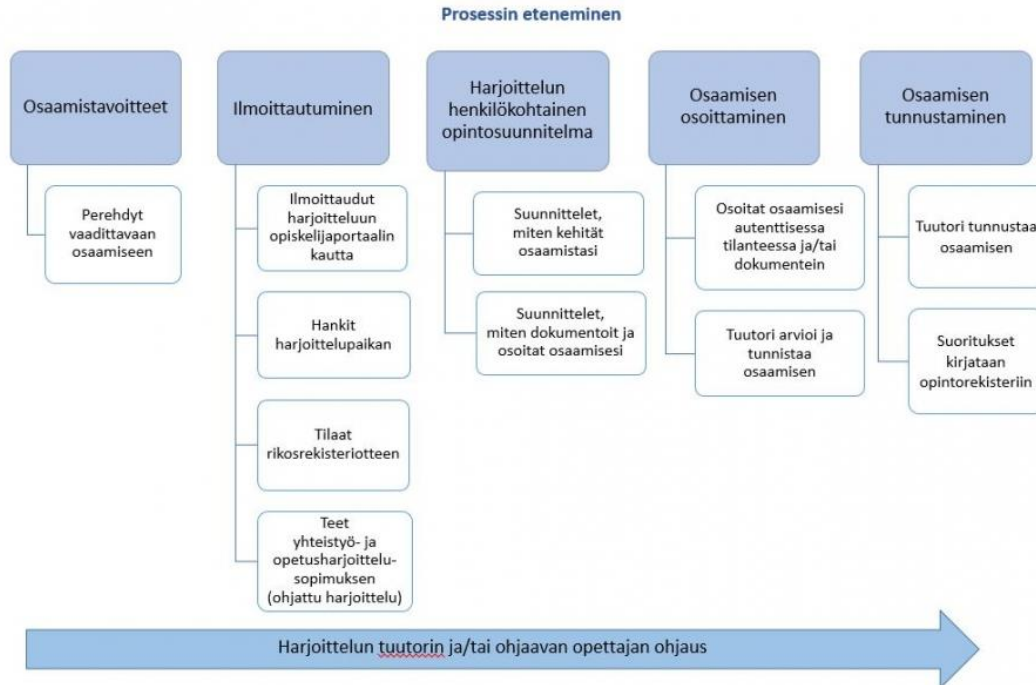 Prosessin eteneminen
Osaamistavoitteet
Perehdyt
vaadittavaan
osaamiseen
Ilmoittautuminen
Ilmoittaudut
harjoitteluun
opiskelijaportaalin
kautta
Hankit
harjoittelupaikan
Tilaat
rikosrekisteriotteen
Teet
yhteistyö- ja
opetusharjoittelu-
sopimuksen
(ohjattu harjoittelu)
Harjoittelun
henkilökohtainen
opintosuunnitelma
Suunnittelet,
miten kehität
osaamistasi
Suunnittelet,
miten dokumentoit ja
osoitat osaamisesi
Osaamisen
osoittaminen
Osoitat osaamisesi
autenttisessa
tilanteessa ja/tai
dokumentein
Tuutori arvioi ja
tunnistaa
osaamisen
Osaamisen
tunnustaminen
Tuutori tunnustaa
osaamisen
Suoritukset
kirjataan
opintorekisteriin
Harjoittelun tuutorin ja/tai ohjaavan opettajan ohjaus